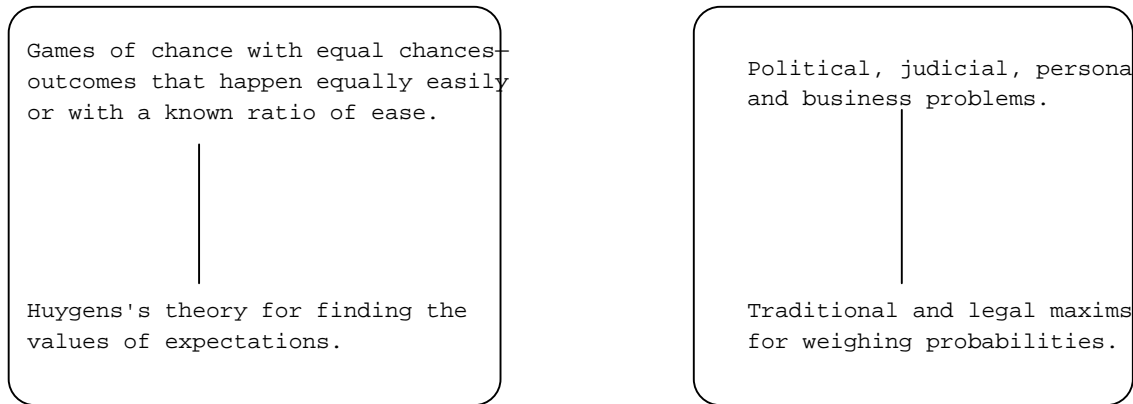 Games of chance with equal chances—
outcomes that happen equally easily
or with a known ratio of ease.
Huygens's theory for finding the
values of expectations.
Political, judicial, persona
and business problems.
Traditional and legal maxims
for weighing probabilities.